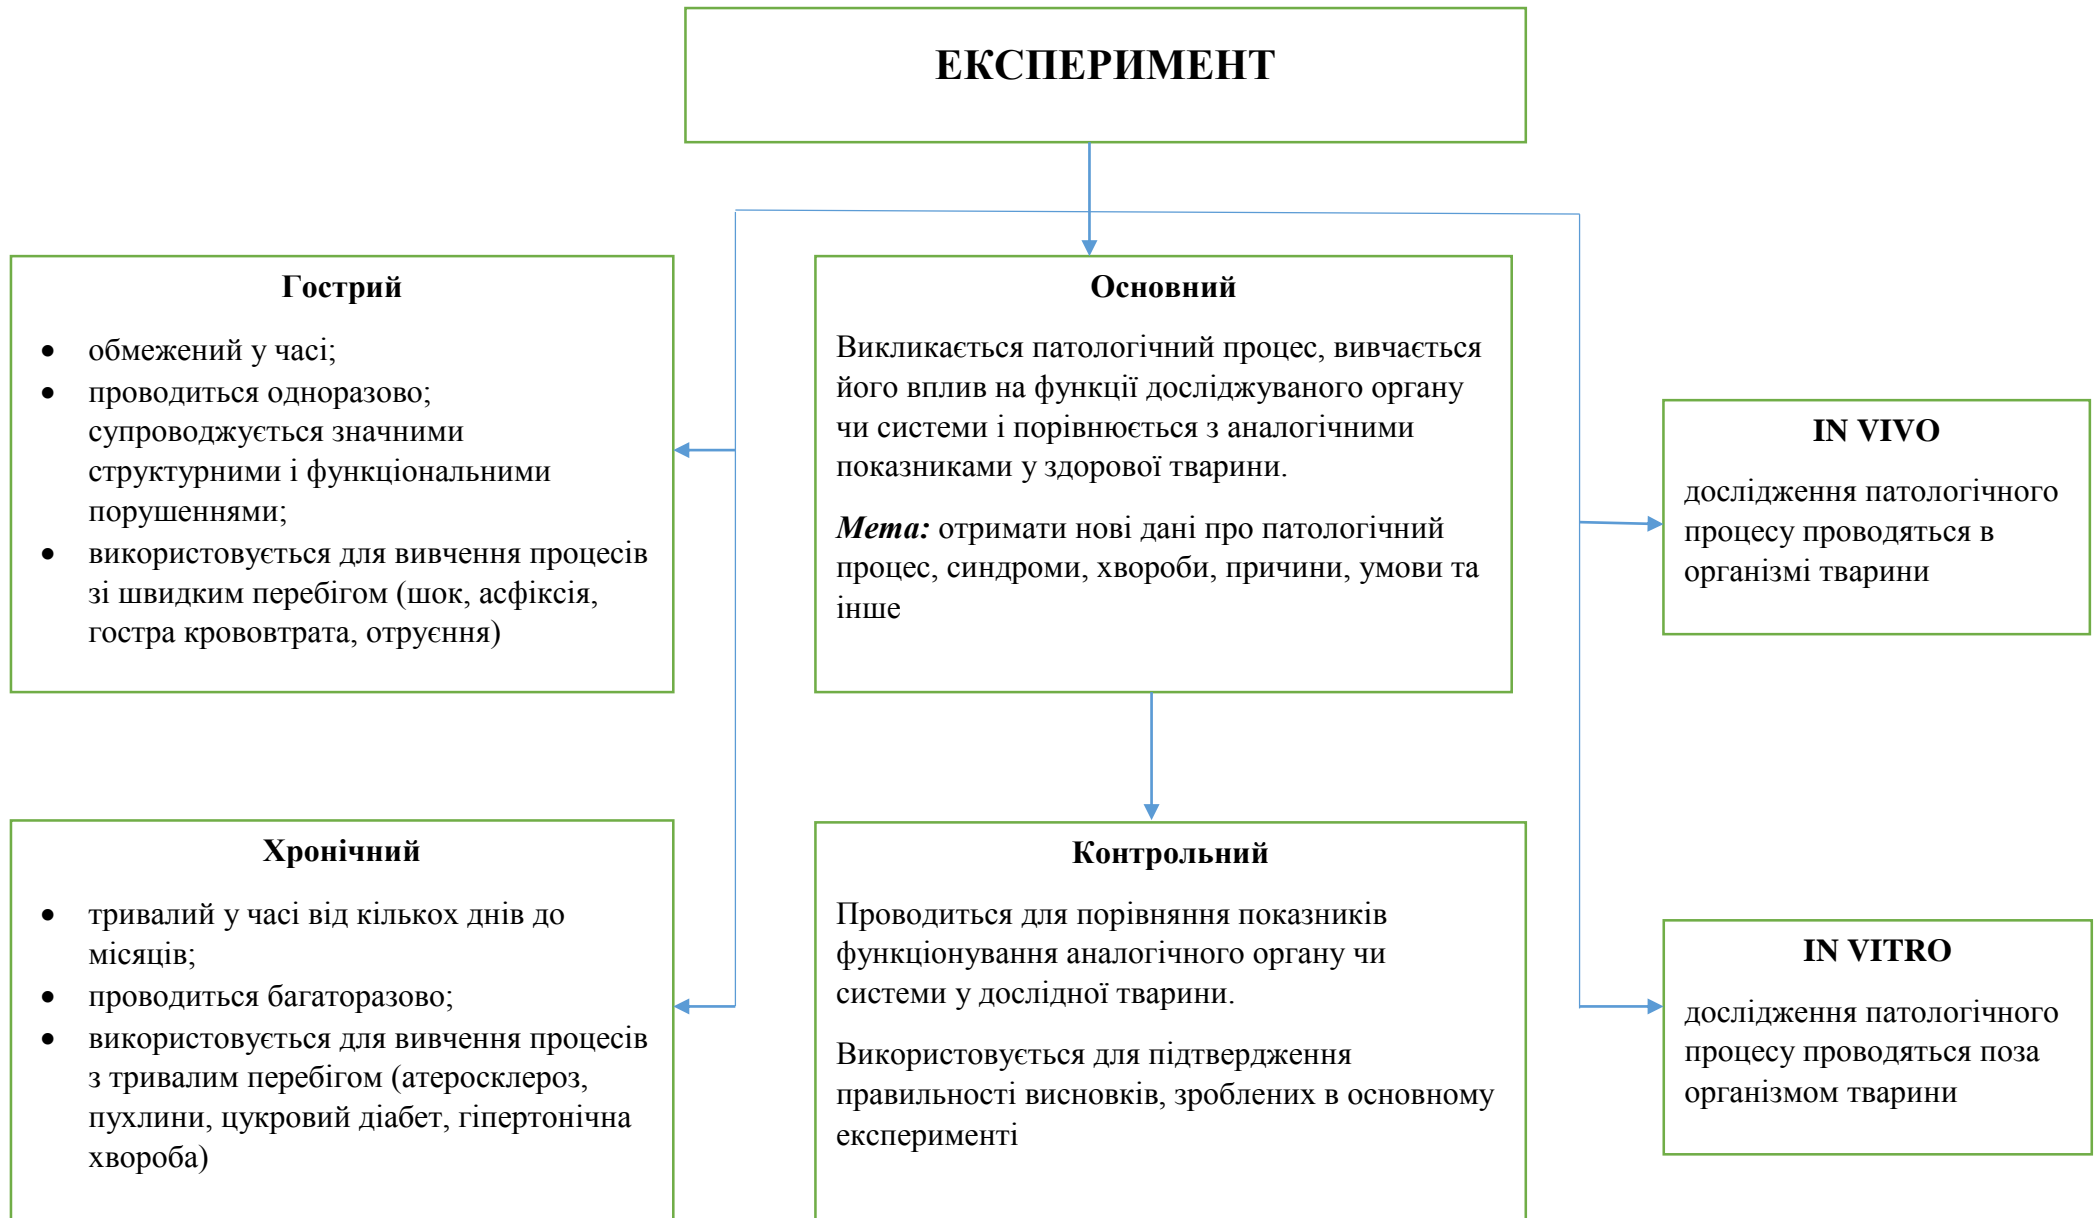 ЕКСПЕРИМЕНТ
Гострий
• обмежений у часі;
• проводиться одноразово;
супроводжується значними
структурними і функціональними
порушеннями;
• використовується для вивчення процесів
зі швидким перебігом (шок, асфіксія,
гостра крововтрата, отруєння)
Основний
Викликається патологічний процес, вивчається
його вплив на функції досліджуваного органу
чи системи і порівнюється з аналогічними
показниками у здорової тварини.
Мета: отримати нові дані про патологічний
процес, синдроми, хвороби, причини, умови та
інше
IN VIVO
дослідження патологічного
процесу проводяться в
організмі тварини
Хронічний
• тривалий у часі від кількох днів до
місяців;
• проводиться багаторазово;
• використовується для вивчення процесів
з тривалим перебігом (атеросклероз,
пухлини, цукровий діабет, гіпертонічна
хвороба)
Контрольний
Проводиться для порівняння показників
функціонування аналогічного органу чи
системи у дослідної тварини.
Використовується для підтвердження
правильності висновків, зроблених в основному
експерименті
IN VITRO
дослідження патологічного
процесу проводяться поза
організмом тварини